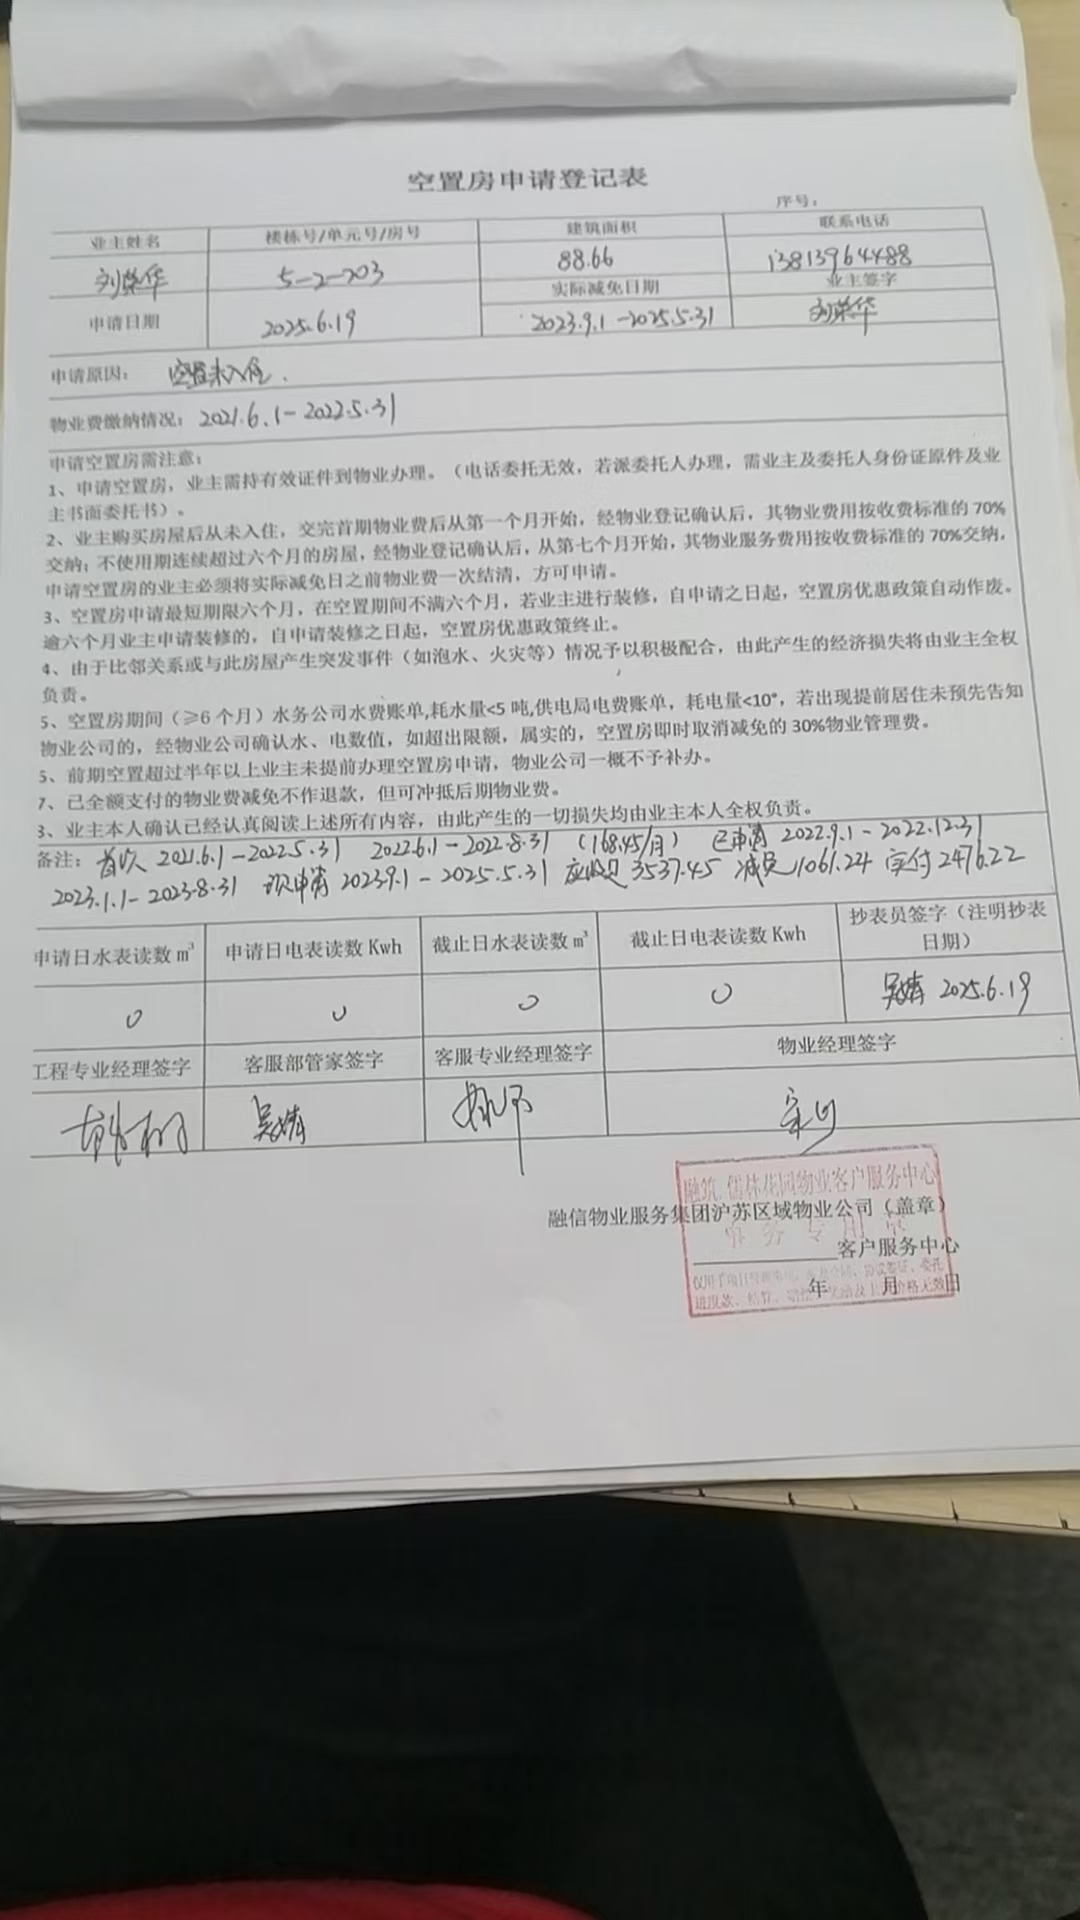 空置房申请登记表
序号：
业主姓名 楼栋号/单元号/房号 建筑面积 联系电话
刘荣华 5-2-703 88.66 13813964488
实际减免日期 业主签字
申请日期 2025.6.19 2023.9.1-2025.5.31 刘荣华
申请原因： 空置未入住.
物业费缴纳情况： 2021.6.1-2022.5.31
申请空置房需注意：
1、申请空置房，业主需持有效证件到物业办理。（电话委托无效，若派委托人办理，需业主及委托人身份证原件及业
主书面委托书）。
2、业主购买房屋后从未入住，交完首期物业费后从第一个月开始，经物业登记确认后，其物业费用按收费标准的 70%
交纳；不使用期连续超过六个月的房屋，经物业登记确认后，从第七个月开始，其物业服务费用按收费标准的 70%交纳，
申请空置房的业主必须将实际减免日之前物业费一次结清，方可申请。
3、空置房申请最短期限六个月，在空置期间不满六个月，若业主进行装修，自申请之日起，空置房优惠政策自动作废。
逾六个月业主申请装修的，自申请装修之日起，空置房优惠政策终止。
4、由于比邻关系或与此房屋产生突发事件（如泡水、火灾等）情况予以积极配合，由此产生的经济损失将由业主全权
负责。
5、空置房期间（≥6 个月）水务公司水费账单,耗水量<5 吨,供电局电费账单，耗电量<10°，若出现提前居住未预先告知
物业公司的，经物业公司确认水、电数值，如超出限额，属实的，空置房即时取消减免的 30%物业管理费。
5、前期空置超过半年以上业主未提前办理空置房申请，物业公司一概不予补办。
7、已全额支付的物业费减免不作退款，但可冲抵后期物业费。
3、业主本人确认已经认真阅读上述所有内容，由此产生的一切损失均由业主本人全权负责。
备注： 首次 2021.6.1-2022.5.31 2022.6.1-2022.8.31 （168.45/月） 已申请 2022.9.1-2022.12.31
2023.1.1-2023.8.31 现申请 2023.9.1-2025.5.31 应收足 3537.45 减免 1061.24 实付 2476.22
申请日水表读数 m³ 申请日电表读数 Kwh 截止日水表读数 m³ 截止日电表读数 Kwh 抄表员签字（注明抄表
日期）
0 0 0 0 吴婧 2025.6.19
工程专业经理签字 客服部管家签字 客服专业经理签字 物业经理签字
吴婧
融筑.儒林花园物业客户服务中心
融信物业服务集团沪苏区域物业公司（盖章）
客户服务中心
年 月 日